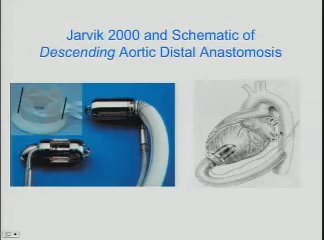 Jarvik 2000 and Schematic of
Descending Aortic Distal Anastomosis